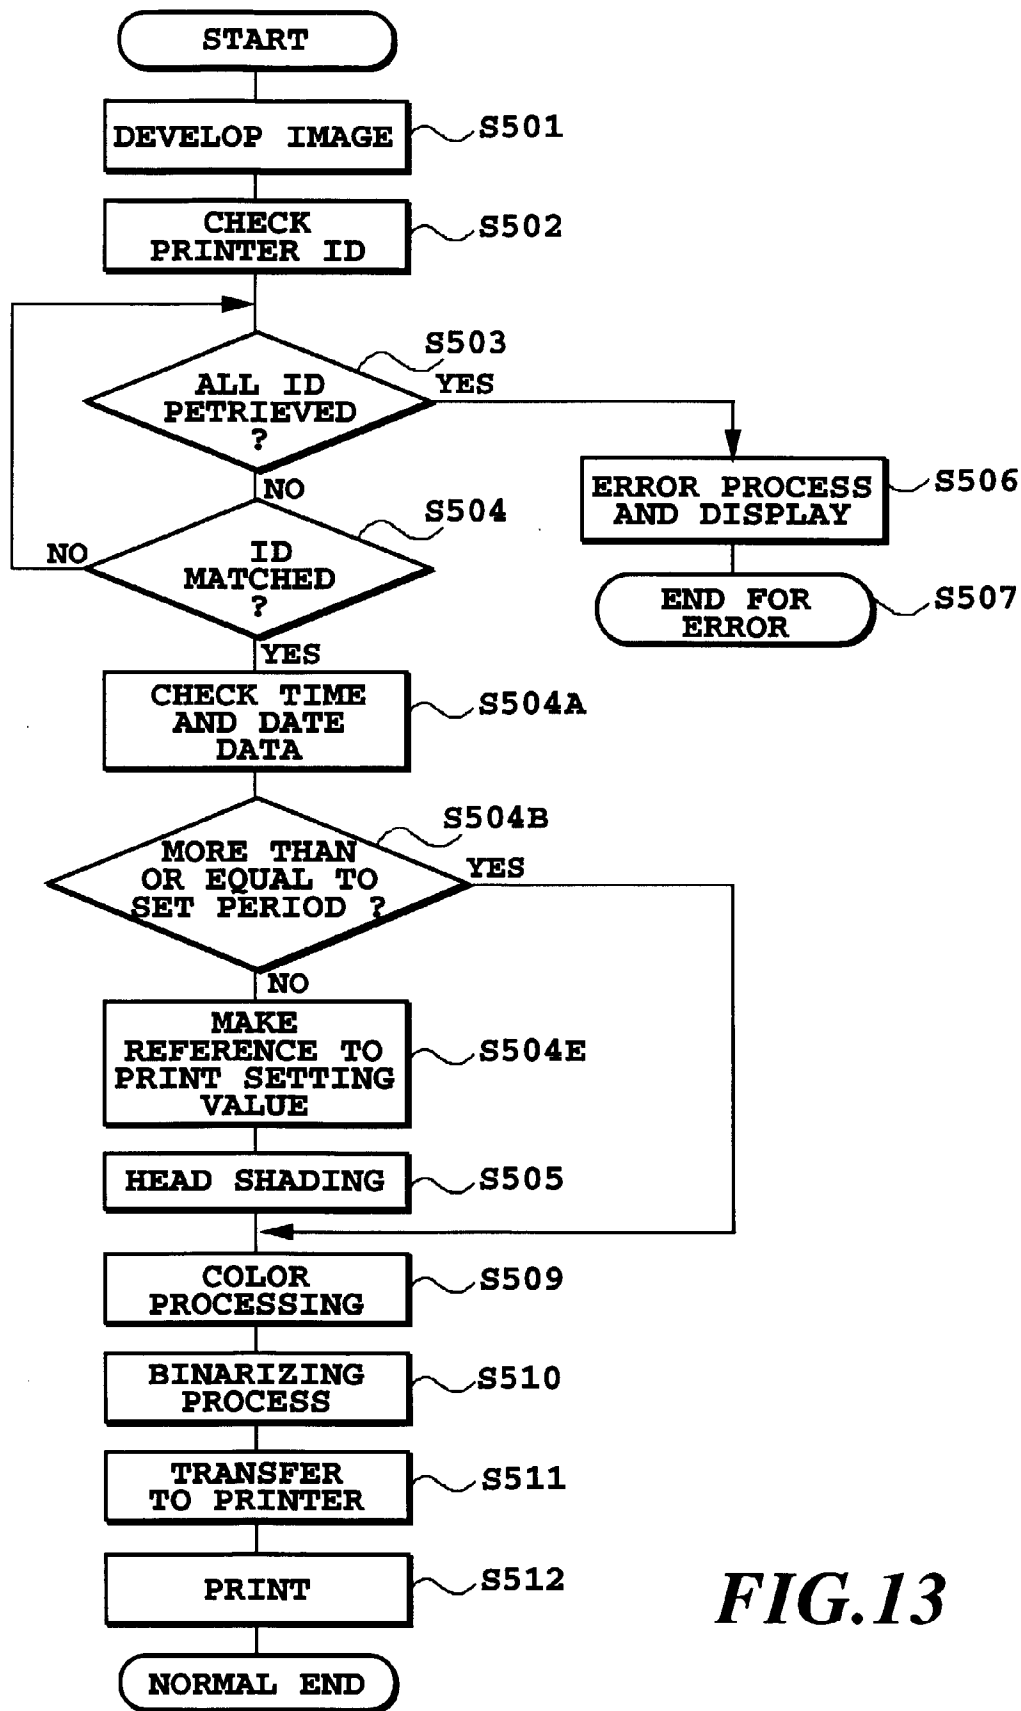 START
DEVELOP IMAGE
S501
CHECK
PRINTER ID
S502
S503
ALL ID
PETRIEVED
?
YES
NO
ERROR PROCESS
AND DISPLAY
S506
S504
ID
MATCHED
?
NO
END FOR
ERROR
S507
YES
CHECK TIME
AND DATE
DATA
S504A
S504B
MORE THAN
OR EQUAL TO
SET PERIOD ?
YES
NO
MAKE
REFERENCE TO
PRINT SETTING
VALUE
S504E
HEAD SHADING
S505
COLOR
PROCESSING
S509
BINARIZING
PROCESS
S510
TRANSFER
TO PRINTER
S511
PRINT
S512
NORMAL END
FIG.13